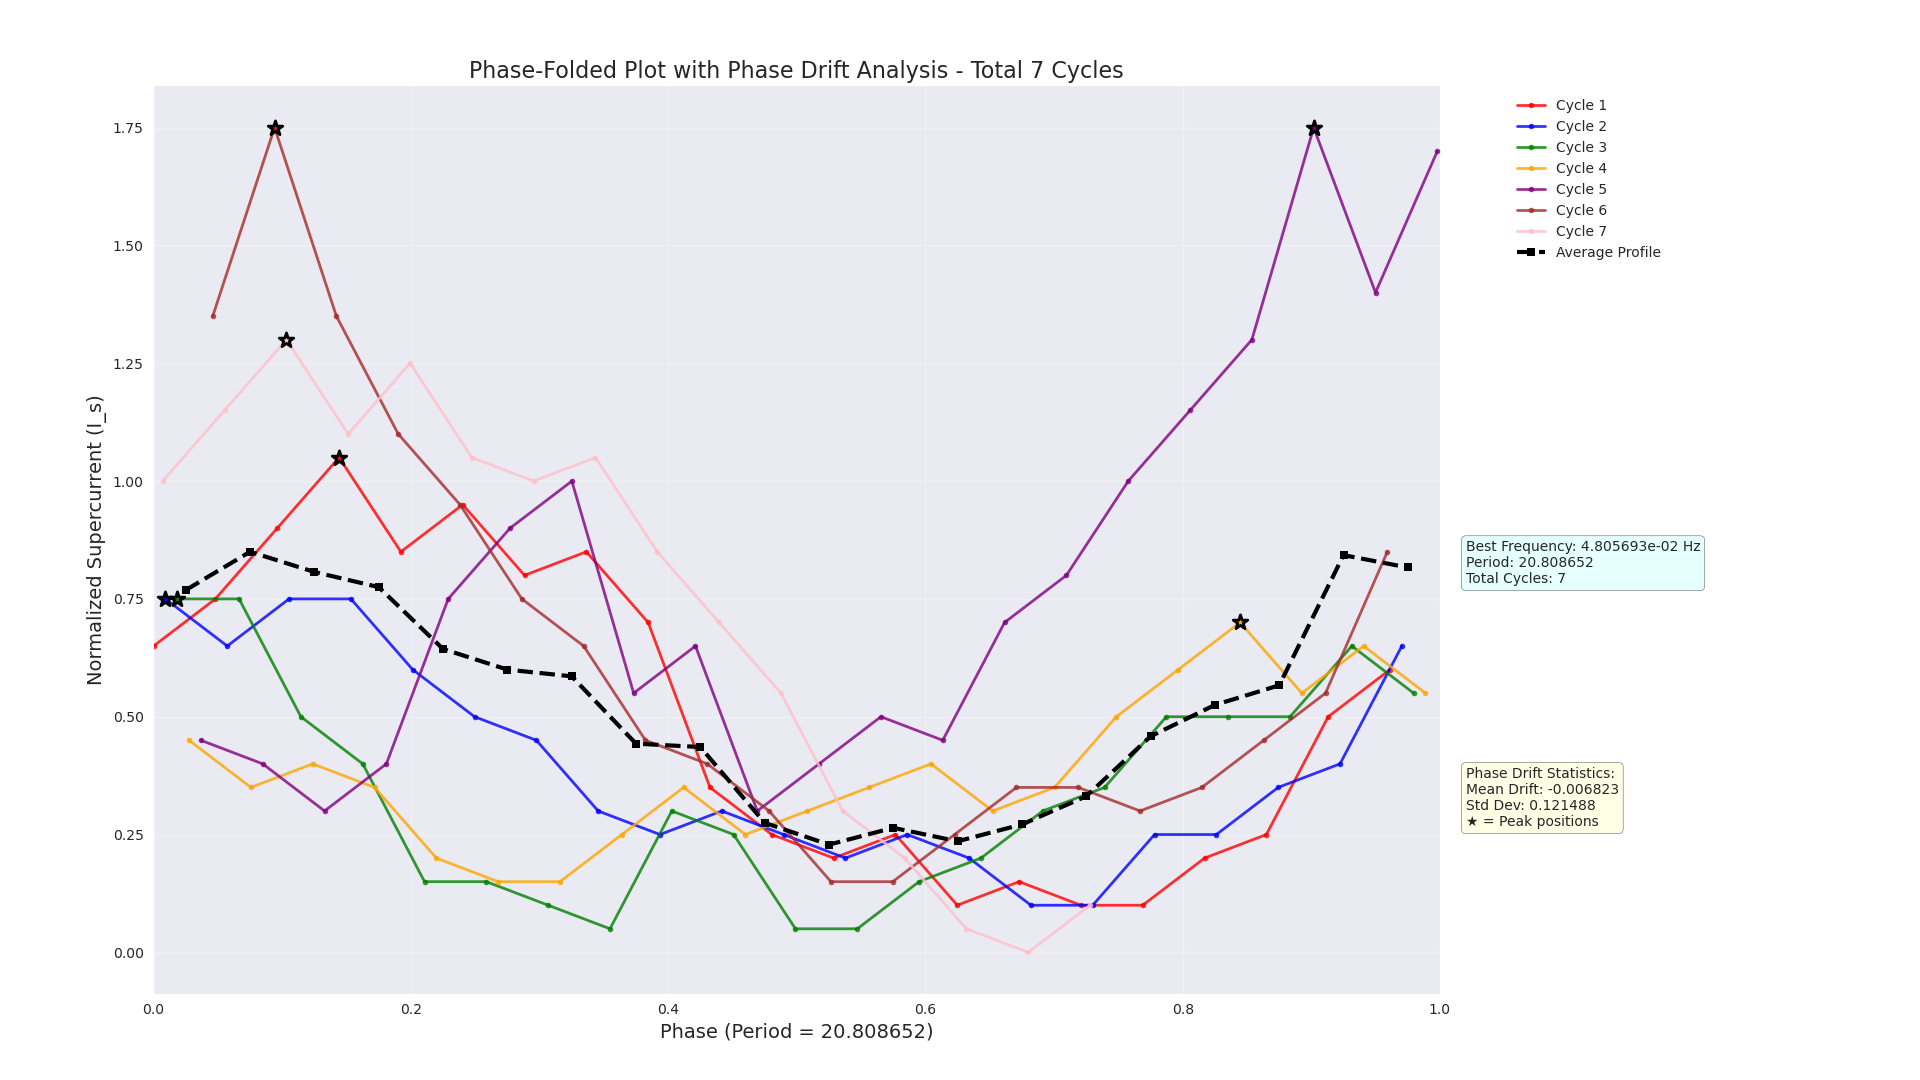 Phase-Folded Plot with Phase Drift Analysis - Total 7 Cycles
Normalized Supercurrent (I_s)
1.75
1.50
1.25
1.00
0.75
0.50
0.25
0.00
0.0
0.2
0.4
0.6
0.8
1.0
Phase (Period = 20.808652)
Cycle 1
Cycle 2
Cycle 3
Cycle 4
Cycle 5
Cycle 6
Cycle 7
Average Profile
Best Frequency: 4.805693e-02 Hz
Period: 20.808652
Total Cycles: 7
Phase Drift Statistics:
Mean Drift: -0.006823
Std Dev: 0.121488
★ = Peak positions